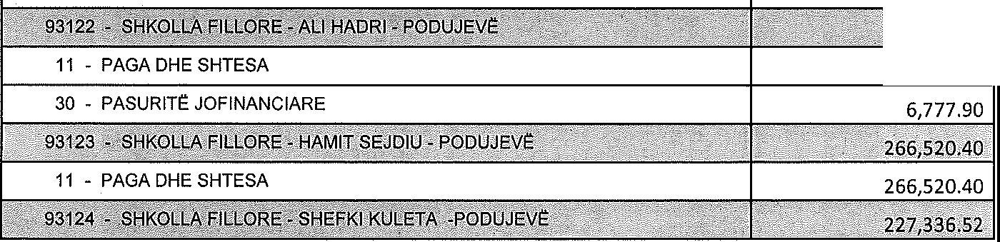 93122 - SHKOLLA FILLORE - ALI HADRI - PODUJEVË
11 - PAGA DHE SHTESA
30 - PASURITË JOFINANCIARE 6,777.90
93123 - SHKOLLA FILLORE - HAMIT SEJDIU - PODUJEVË 266,520.40
11 - PAGA DHE SHTESA 266,520.40
93124 - SHKOLLA FILLORE - SHEFKI KULETA -PODUJEVË 227,336.52